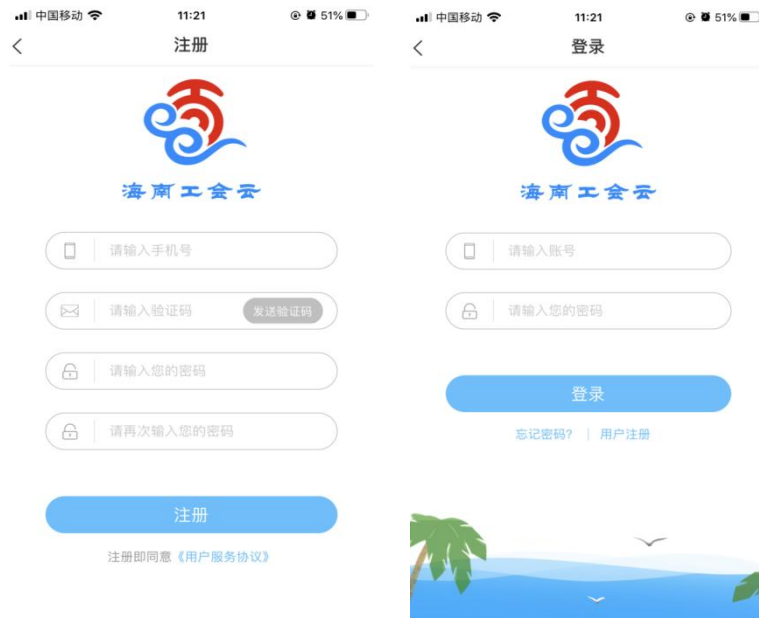 中国移动 11:21 51%
注册
海南工会云
请输入手机号
请输入验证码 发送验证码
请输入您的密码
请再次输入您的密码
注册
注册即同意《用户服务协议》
中国移动 11:21 51%
登录
海南工会云
请输入账号
请输入您的密码
登录
忘记密码? | 用户注册